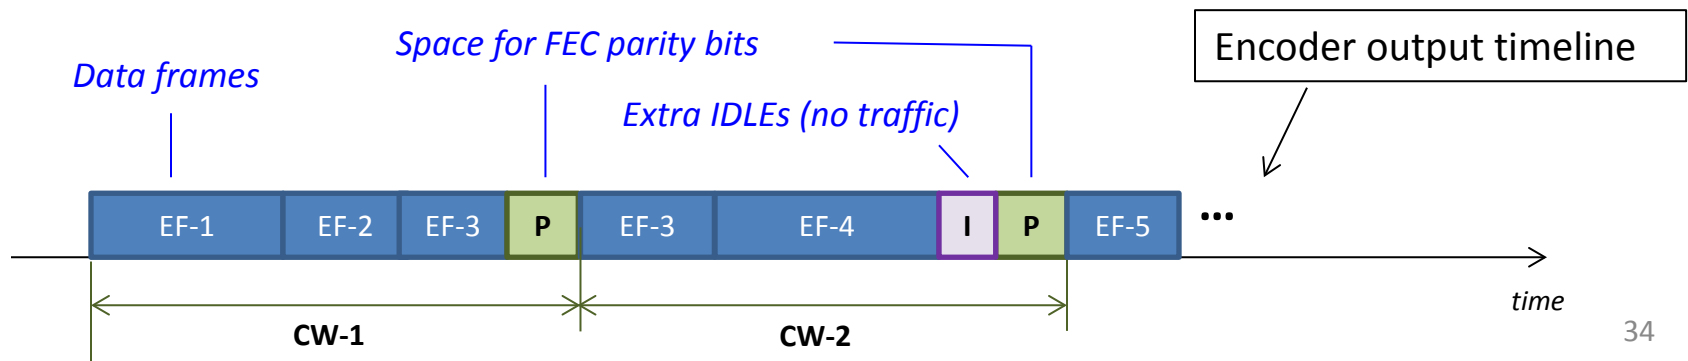 Space for FEC parity bits
Encoder output timeline
Data frames
Extra IDLEs (no traffic)
EF-1 EF-2 EF-3 P EF-3 EF-4 I P EF-5 ...
time
CW-1 CW-2
34